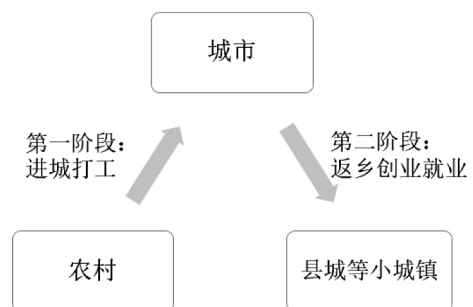 城市
第一阶段：
进城打工
第二阶段：
返乡创业就业
农村
县城等小城镇